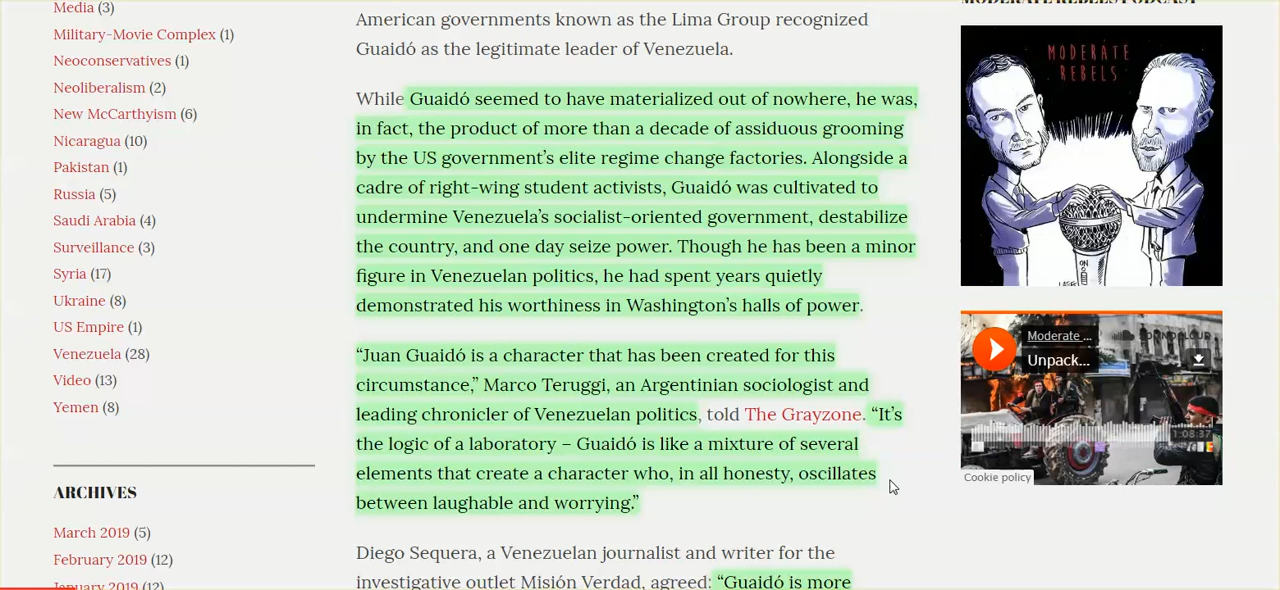 Media (3)
Military-Movie Complex (1)
Neoconservatives (1)
Neoliberalism (2)
New McCarthyism (6)
Nicaragua (10)
Pakistan (1)
Russia (5)
Saudi Arabia (4)
Surveillance (3)
Syria (17)
Ukraine (8)
US Empire (1)
Venezuela (28)
Video (13)
Yemen (8)
ARCHIVES
March 2019 (5)
February 2019 (12)
January 2019 (12)
American governments known as the Lima Group recognized
Guaidó as the legitimate leader of Venezuela.
While Guaidó seemed to have materialized out of nowhere, he was,
in fact, the product of more than a decade of assiduous grooming
by the US government’s elite regime change factories. Alongside a
cadre of right-wing student activists, Guaidó was cultivated to
undermine Venezuela’s socialist-oriented government, destabilize
the country, and one day seize power. Though he has been a minor
figure in Venezuelan politics, he had spent years quietly
demonstrated his worthiness in Washington’s halls of power.
“Juan Guaidó is a character that has been created for this
circumstance,” Marco Teruggi, an Argentinian sociologist and
leading chronicler of Venezuelan politics, told The Grayzone. “It’s
the logic of a laboratory – Guaidó is like a mixture of several
elements that create a character who, in all honesty, oscillates
between laughable and worrying.”
Diego Sequera, a Venezuelan journalist and writer for the
investigative outlet Misión Verdad, agreed: “Guaidó is more
MODERATE REBELS PODCAST
MODERATE
REBELS
ON
Moderate ...
SOUNDCLOUD
Unpack...
1:08:37
Cookie policy